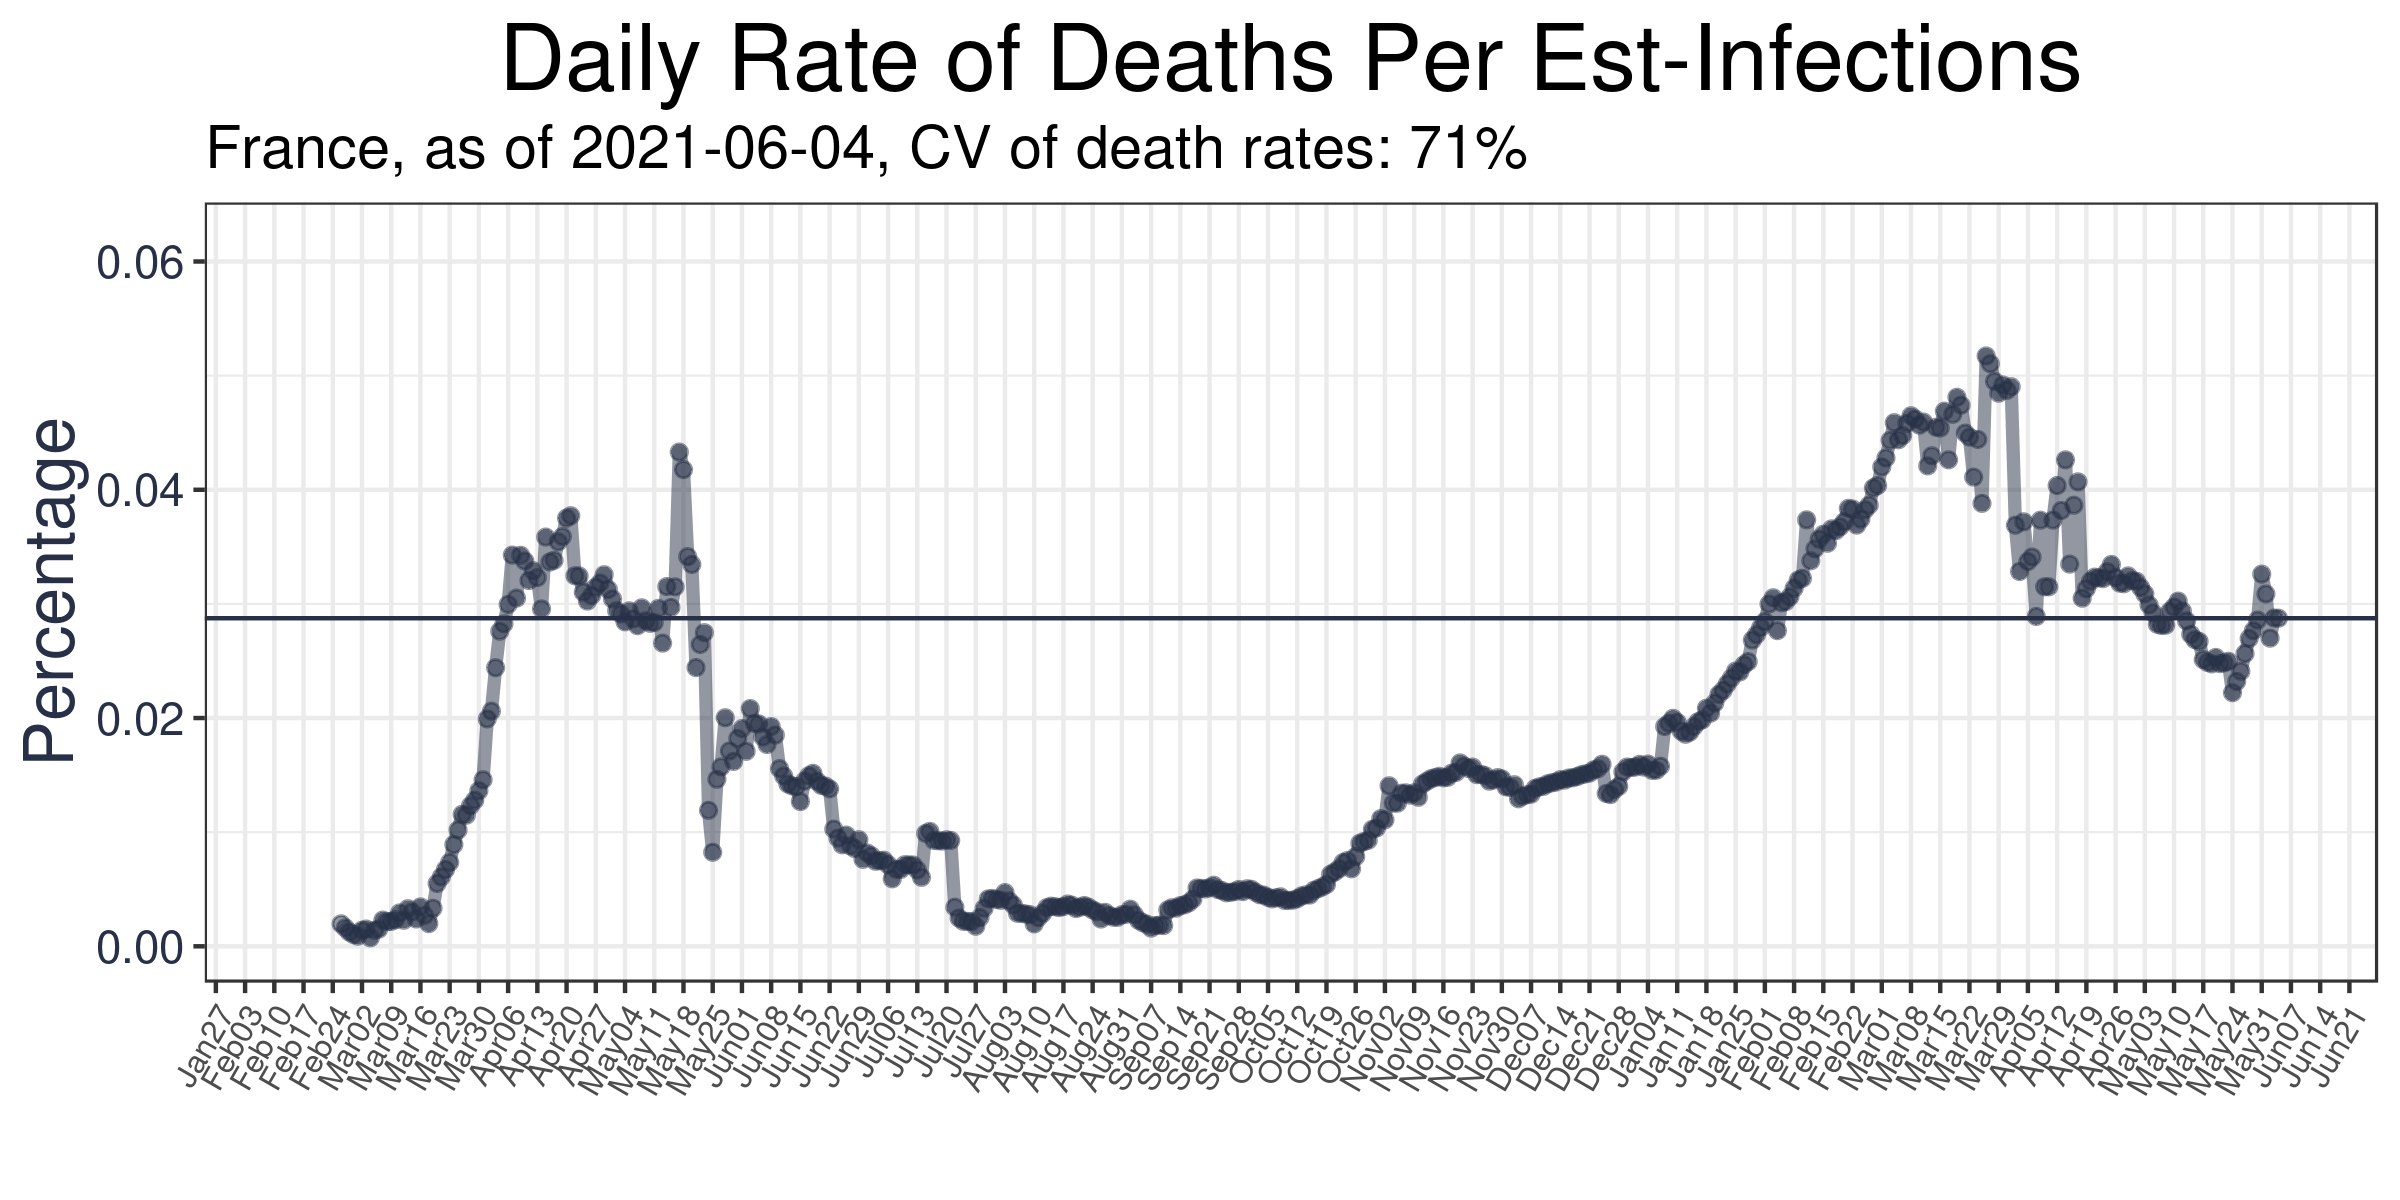 Daily Rate of Deaths Per Est-Infections
France, as of 2021-06-04, CV of death rates: 71%
Percentage
0.06
0.04
0.02
0.00
Jan27
Feb03
Feb10
Feb17
Feb24
Mar02
Mar09
Mar16
Mar23
Mar30
Apr06
Apr13
Apr20
Apr27
May04
May11
May18
May25
Jun01
Jun08
Jun15
Jun22
Jun29
Jul06
Jul13
Jul20
Jul27
Aug03
Aug10
Aug17
Aug24
Aug31
Sep07
Sep14
Sep21
Sep28
Oct05
Oct12
Oct19
Oct26
Nov02
Nov09
Nov16
Nov23
Nov30
Dec07
Dec14
Dec21
Dec28
Jan04
Jan11
Jan18
Jan25
Feb01
Feb08
Feb15
Feb22
Mar01
Mar08
Mar15
Mar22
Mar29
Apr05
Apr12
Apr19
Apr26
May03
May10
May17
May24
May31
Jun07
Jun14
Jun21